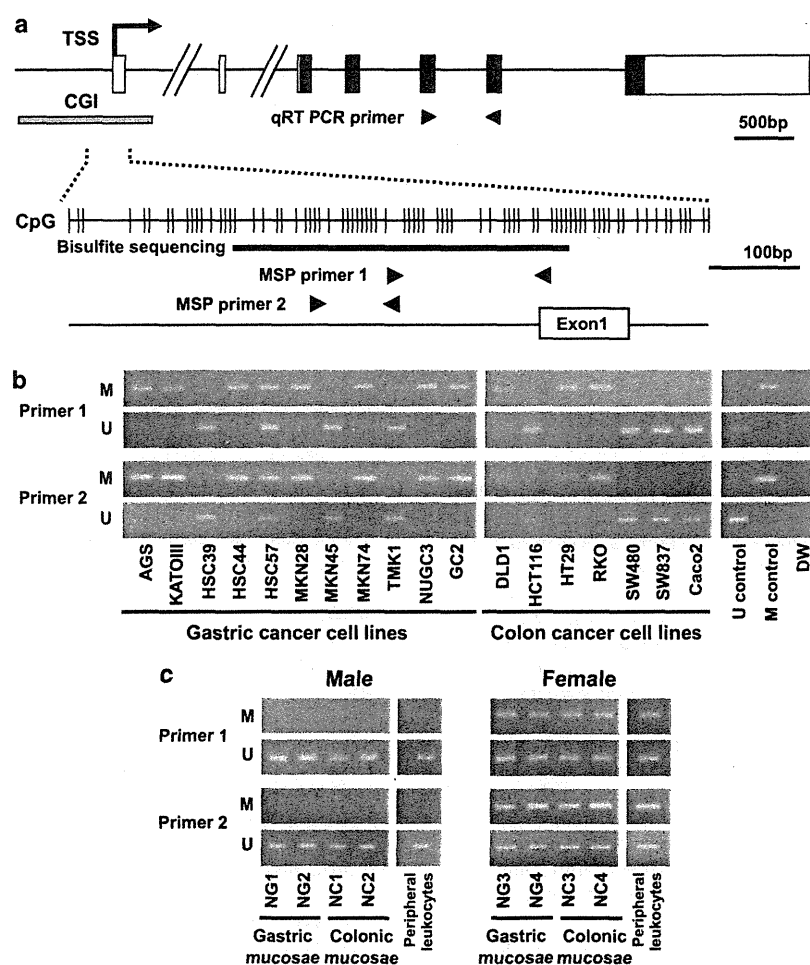 a
TSS
CGI
qRT PCR primer
500bp
CpG
Bisulfite sequencing
100bp
MSP primer 1
MSP primer 2
Exon1
b
Primer 1
M
U
Primer 2
M
U
AGS
KATOIII
HSC39
HSC44
HSC57
MKN28
MKN45
MKN74
TMK1
NUGC3
GC2
DLD1
HCT116
HT29
RKO
SW480
SW837
Caco2
U control
M control
DW
Gastric cancer cell lines
Colon cancer cell lines
c
Male
Female
Primer 1
M
U
Primer 2
M
U
NG1
NG2
NC1
NC2
Peripheral
leukocytes
NG3
NG4
NC3
NC4
Peripheral
leukocytes
Gastric Colonic
mucosae mucosae
Gastric Colonic
mucosae mucosae